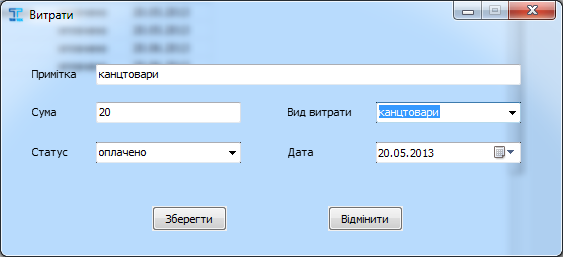 Витрати
Примітка канцтовари
Сума 20 Вид витрати канцтовари
Статус оплачено Дата 20.05.2013
Зберегти Відмінити